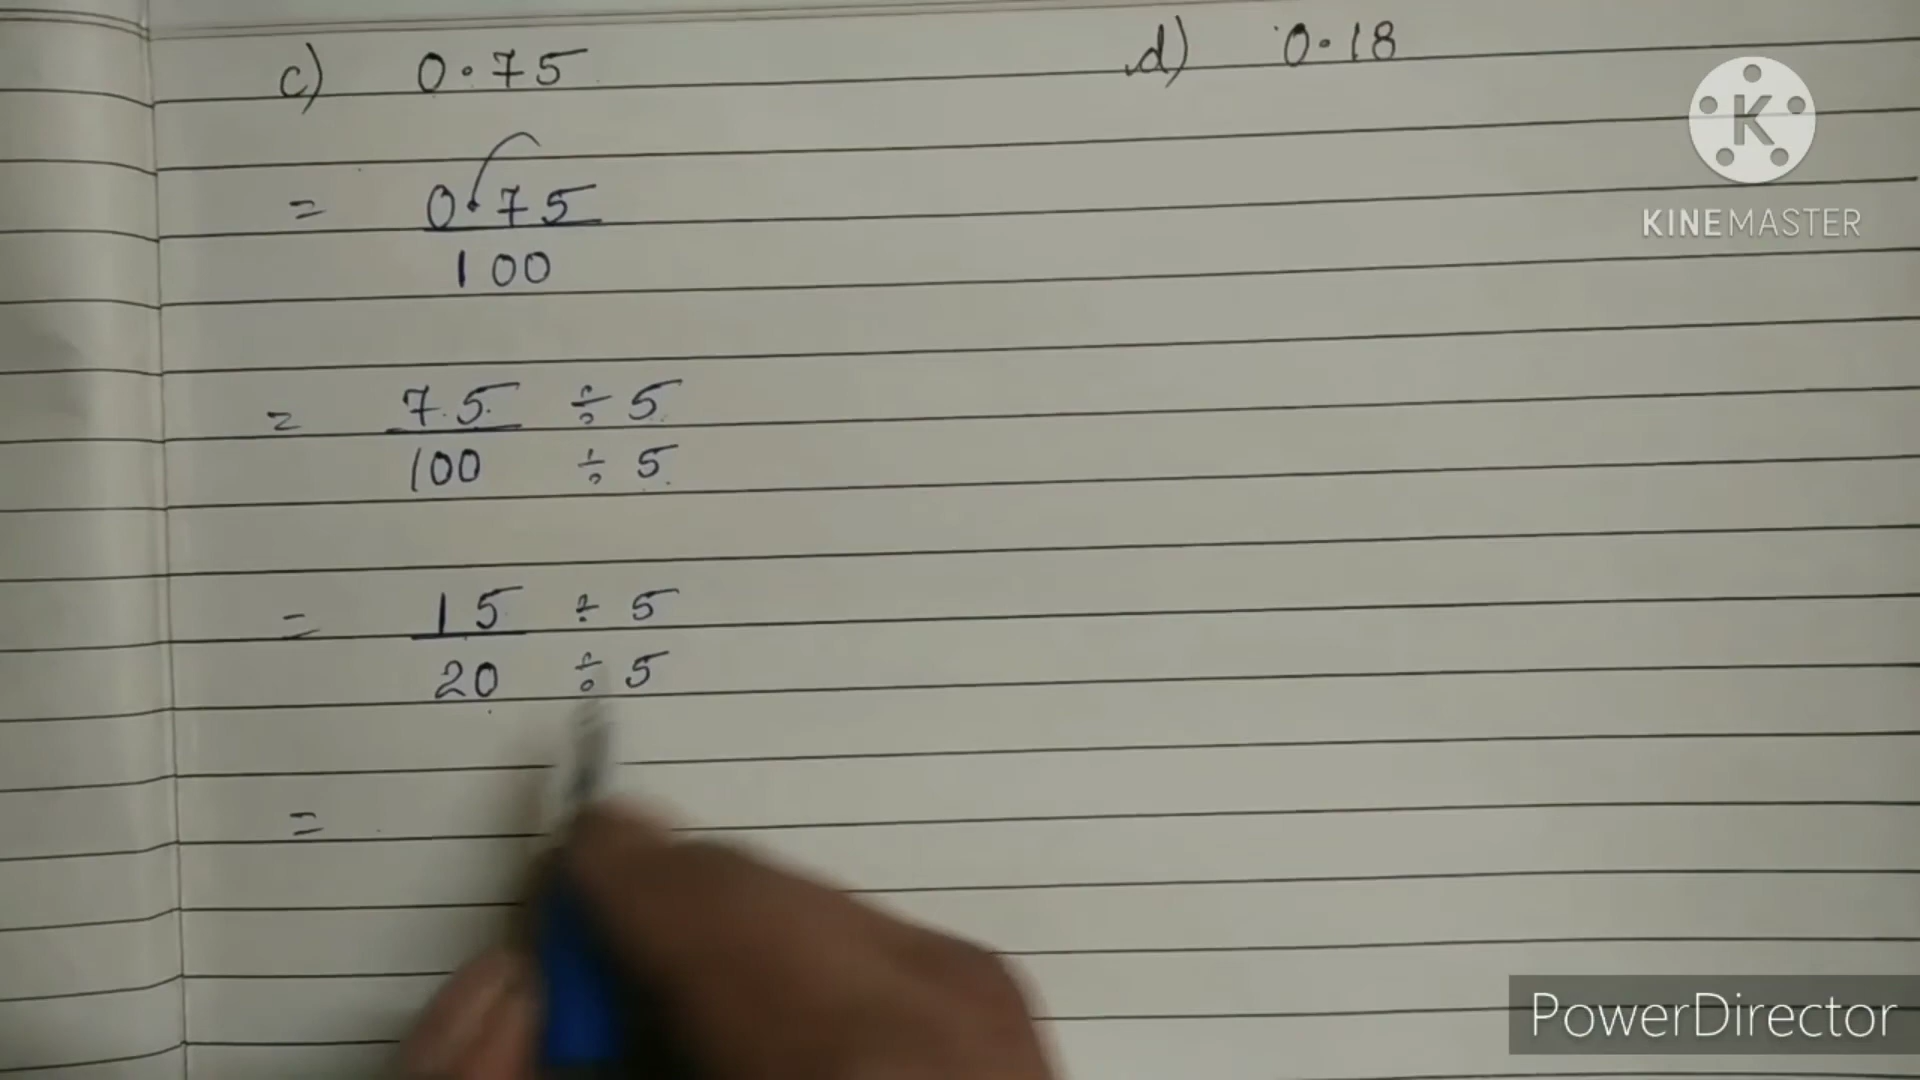 c) 0.75
d) 0.18
= 0.75
100
= 75 ÷ 5
100 ÷ 5
= 15 ÷ 5
20 ÷ 5
=
K
KINEMASTER
PowerDirector